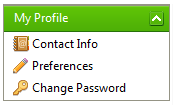 My Profile
Contact Info
Preferences
Change Password